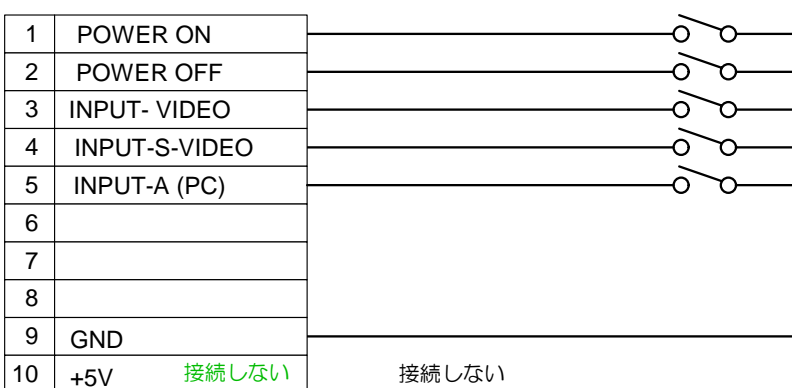 1 POWER ON
2 POWER OFF
3 INPUT- VIDEO
4 INPUT-S-VIDEO
5 INPUT-A (PC)
6
7
8
9 GND
10 +5V 接続しない 接続しない